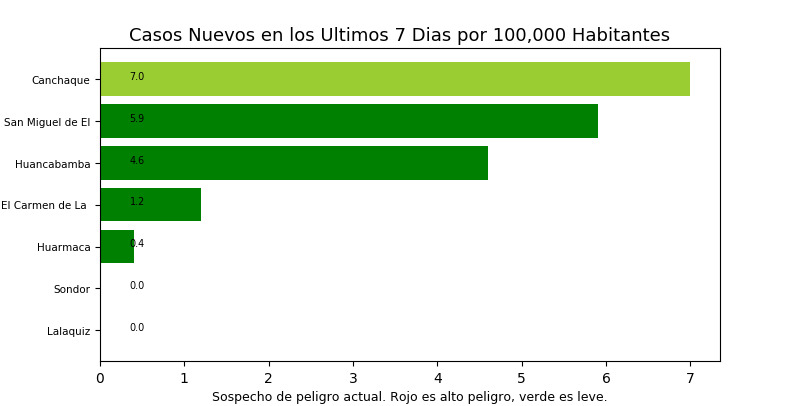 Casos Nuevos en los Ultimos 7 Dias por 100,000 Habitantes
Canchaque 7.0
San Miguel de El 5.9
Huancabamba 4.6
El Carmen de La 1.2
Huarmaca 0.4
Sondor 0.0
Lalaquiz 0.0
0 1 2 3 4 5 6 7
Sospecho de peligro actual. Rojo es alto peligro, verde es leve.